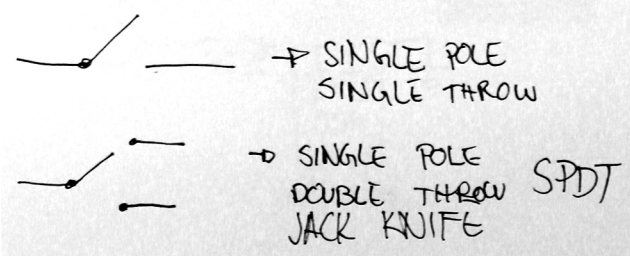 SINGLE POLE
SINGLE THROW
SINGLE POLE
DOUBLE THROW SPDT
JACK KNIFE